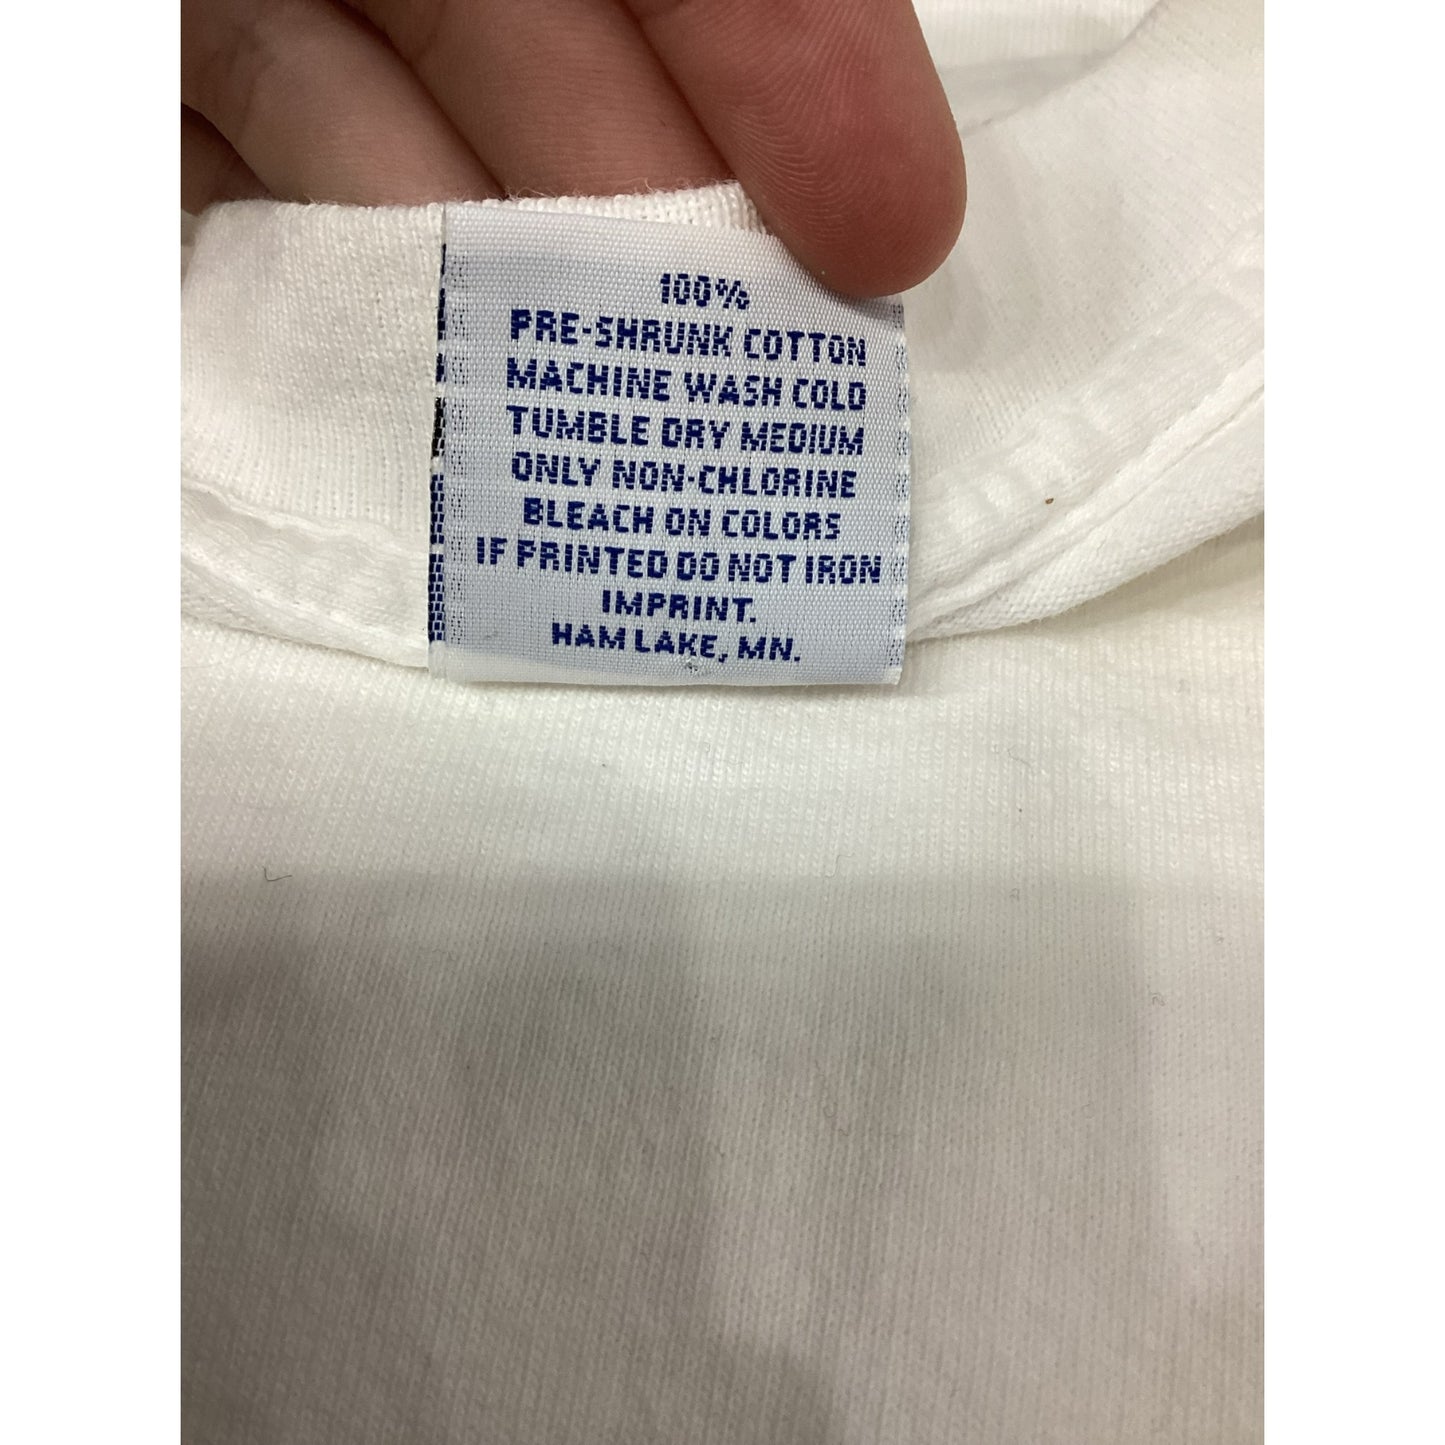 100%
PRE-SHRUNK COTTON
MACHINE WASH COLD
TUMBLE DRY MEDIUM
ONLY NON-CHLORINE
BLEACH ON COLORS
IF PRINTED DO NOT IRON
IMPRINT.
HAM LAKE, MN.